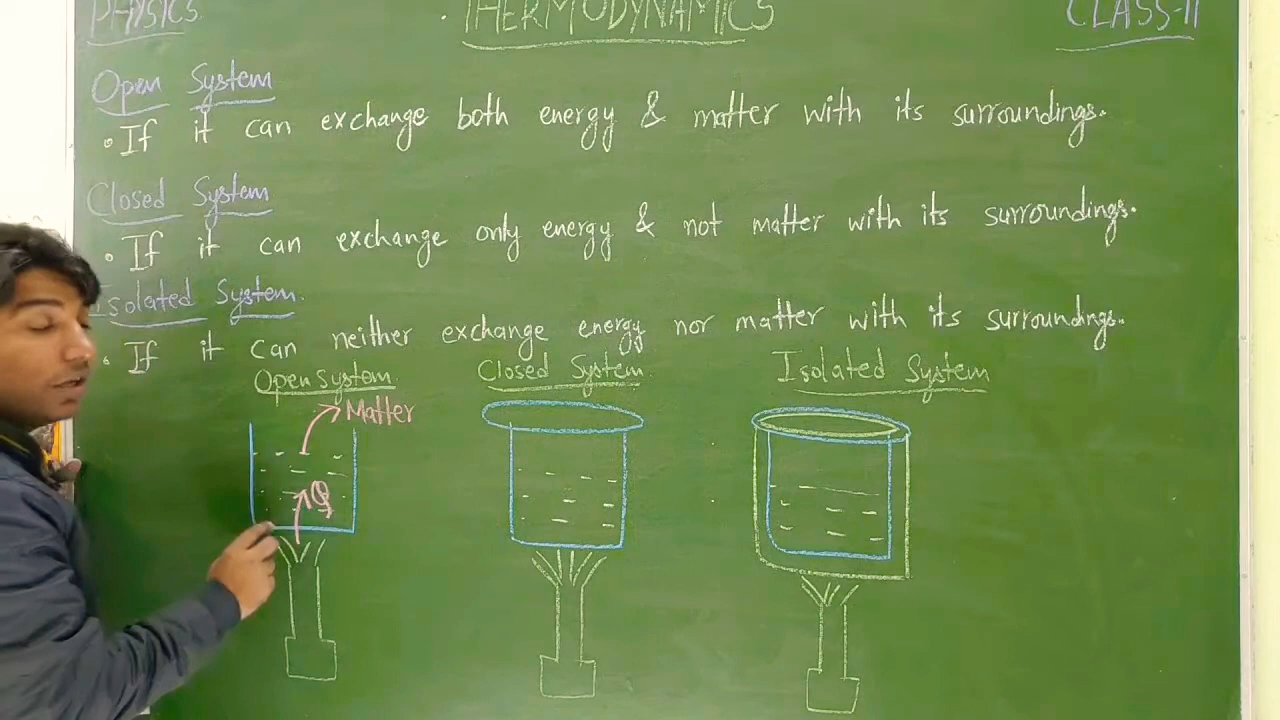 PHYSICS THERMODYNAMICS CLASS-11
Open System
• If it can exchange both energy & matter with its surroundings.
Closed System
• If it can exchange only energy & not matter with its surroundings.
Isolated System.
• If it can neither exchange energy nor matter with its surroundings.
Open System Closed System Isolated System
Matter
Q